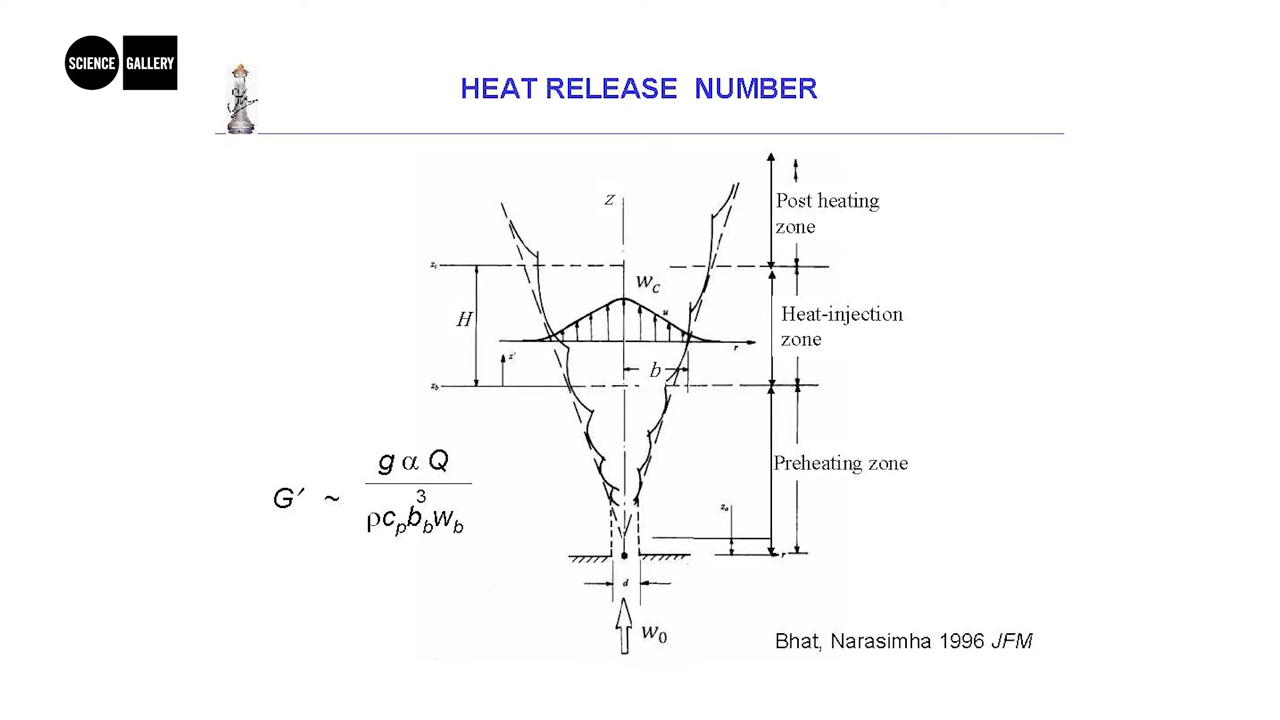 SCIENCE GALLERY
HEAT RELEASE NUMBER
Z
Post heating
zone
w_c
u
H
Heat-injection
zone
r
z'
b
z_b
Preheating zone
G′ ~ g α Q / ρc_p b_b^3 w_b
r
d
w_0
Bhat, Narasimha 1996 JFM